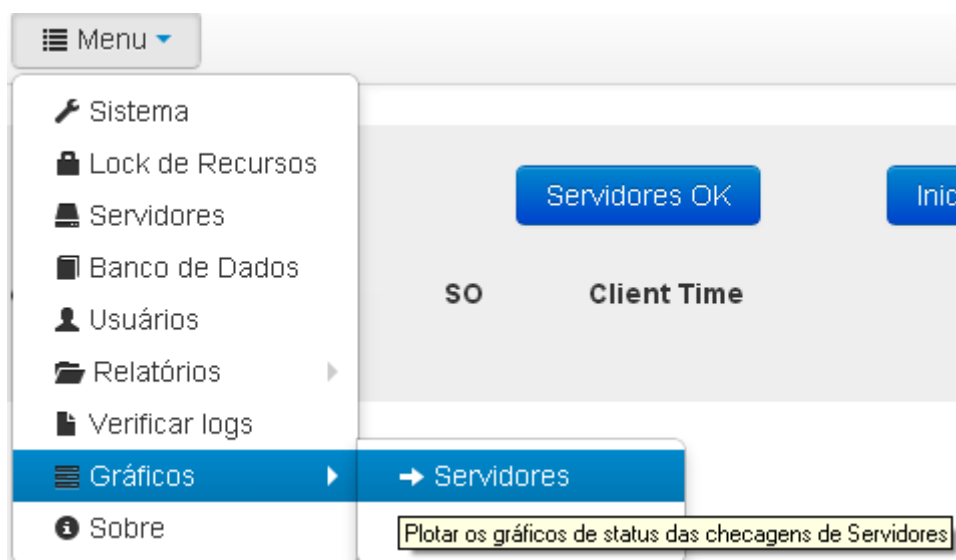 Menu
Sistema
Lock de Recursos
Servidores
Banco de Dados
Usuários
Relatórios
Verificar logs
Gráficos
Sobre
Servidores OK
SO Client Time
Servidores
Plotar os gráficos de status das checagens de Servidores